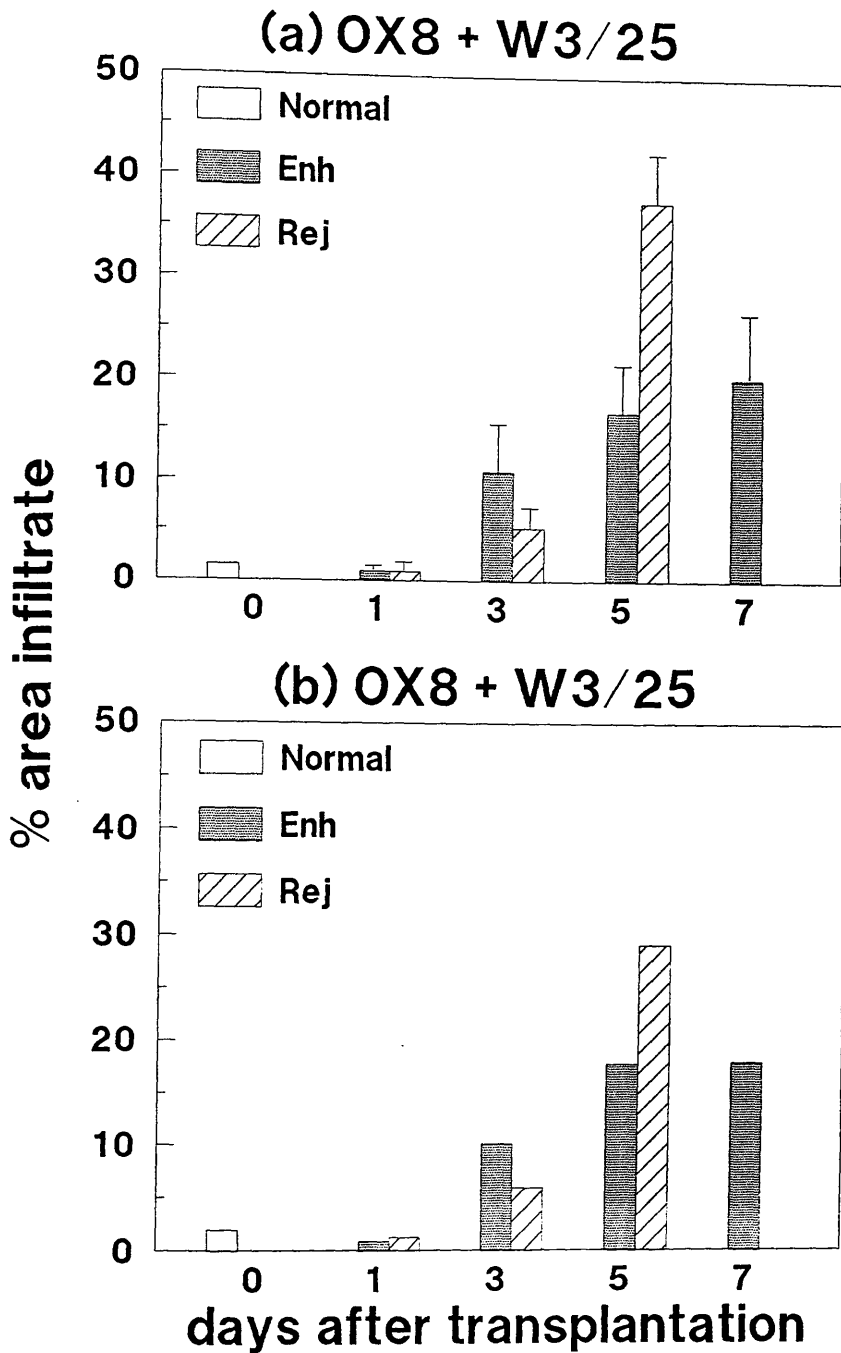 (a) OX8 + W3/25
50
Normal
40
Enh
Rej
30
20
10
0
0 1 3 5 7
% area infiltrate
(b) OX8 + W3/25
50
Normal
40
Enh
Rej
30
20
10
0
0 1 3 5 7
days after transplantation